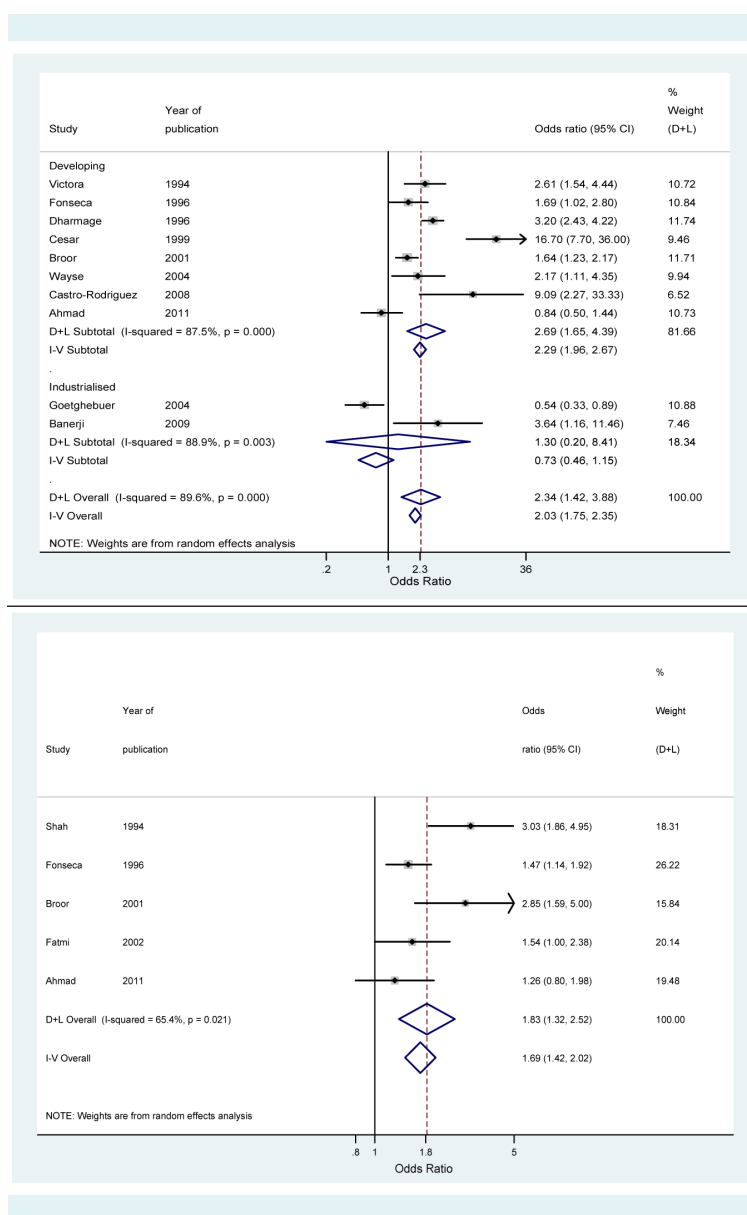 %
Year of Weight
Study publication Odds ratio (95% CI) (D+L)
Developing
Victora 1994 2.61 (1.54, 4.44) 10.72
Fonseca 1996 1.69 (1.02, 2.80) 10.84
Dharmage 1996 3.20 (2.43, 4.22) 11.74
Cesar 1999 16.70 (7.70, 36.00) 9.46
Broor 2001 1.64 (1.23, 2.17) 11.71
Wayse 2004 2.17 (1.11, 4.35) 9.94
Castro-Rodriguez 2008 9.09 (2.27, 33.33) 6.52
Ahmad 2011 0.84 (0.50, 1.44) 10.73
D+L Subtotal (I-squared = 87.5%, p = 0.000) 2.69 (1.65, 4.39) 81.66
I-V Subtotal 2.29 (1.96, 2.67)
.
Industrialised
Goetghebuer 2004 0.54 (0.33, 0.89) 10.88
Banerji 2009 3.64 (1.16, 11.46) 7.46
D+L Subtotal (I-squared = 88.9%, p = 0.003) 1.30 (0.20, 8.41) 18.34
I-V Subtotal 0.73 (0.46, 1.15)
.
D+L Overall (I-squared = 89.6%, p = 0.000) 2.34 (1.42, 3.88) 100.00
I-V Overall 2.03 (1.75, 2.35)
NOTE: Weights are from random effects analysis
.2 1 2.3 36
Odds Ratio
%
Year of Odds Weight
Study publication ratio (95% CI) (D+L)
Shah 1994 3.03 (1.86, 4.95) 18.31
Fonseca 1996 1.47 (1.14, 1.92) 26.22
Broor 2001 2.85 (1.59, 5.00) 15.84
Fatmi 2002 1.54 (1.00, 2.38) 20.14
Ahmad 2011 1.26 (0.80, 1.98) 19.48
D+L Overall (I-squared = 65.4%, p = 0.021) 1.83 (1.32, 2.52) 100.00
I-V Overall 1.69 (1.42, 2.02)
NOTE: Weights are from random effects analysis
.8 1 1.8 5
Odds Ratio